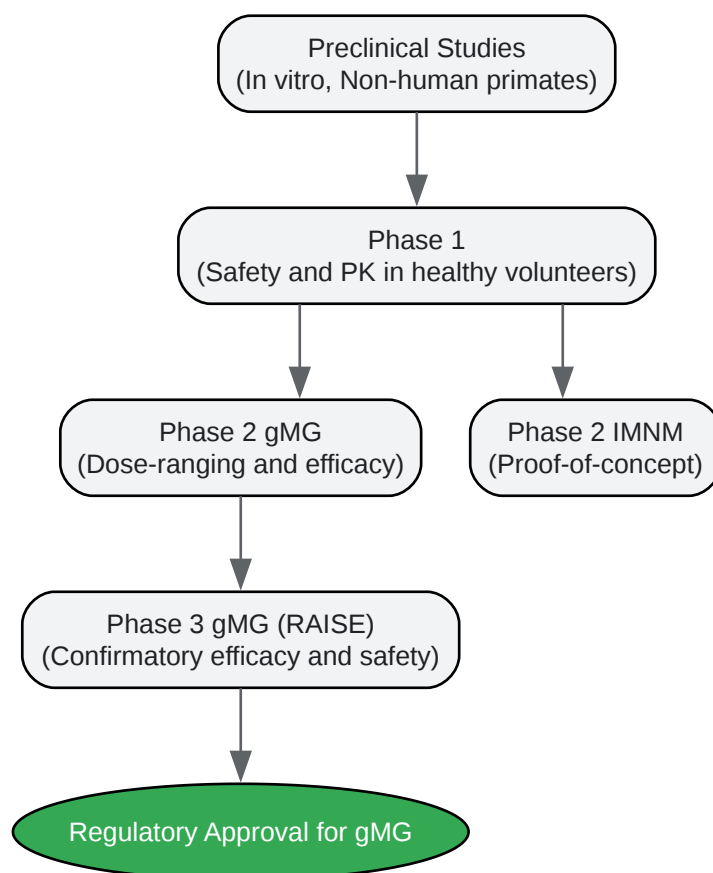 Preclinical Studies
(In vitro, Non-human primates)
Phase 1
(Safety and PK in healthy volunteers)
Phase 2 gMG
(Dose-ranging and efficacy)
Phase 2 IMNM
(Proof-of-concept)
Phase 3 gMG (RAISE)
(Confirmatory efficacy and safety)
Regulatory Approval for gMG